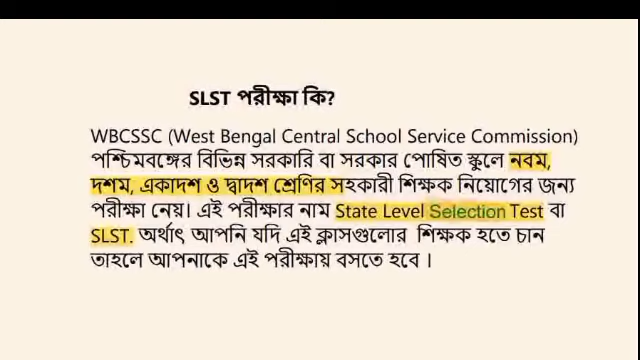 SLST পরীক্ষা কি?
WBCSSC (West Bengal Central School Service Commission)
পশ্চিমবঙ্গের বিভিন্ন সরকারি বা সরকার পোষিত স্কুলে নবম,
দশম, একাদশ ও দ্বাদশ শ্রেণির সহকারী শিক্ষক নিয়োগের জন্য
পরীক্ষা নেয়। এই পরীক্ষার নাম State Level Selection Test বা
SLST. অর্থাৎ আপনি যদি এই ক্লাসগুলোর শিক্ষক হতে চান
তাহলে আপনাকে এই পরীক্ষায় বসতে হবে ।